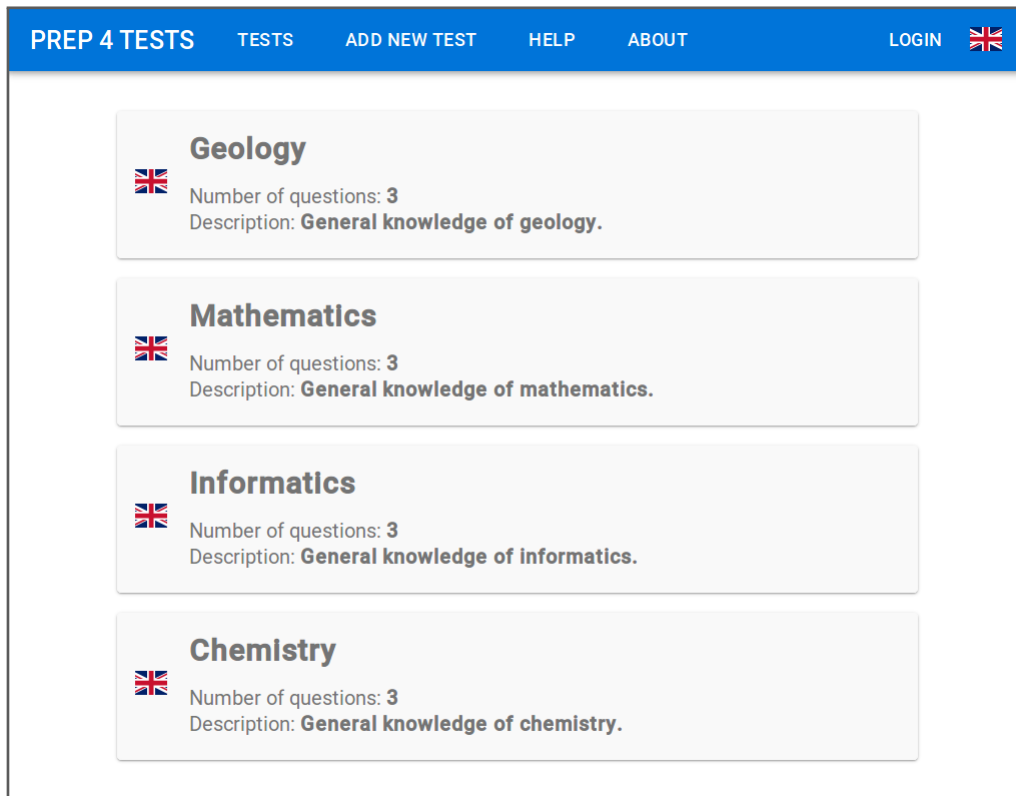 PREP 4 TESTS TESTS ADD NEW TEST HELP ABOUT LOGIN
Geology
Number of questions: 3
Description: General knowledge of geology.
Mathematics
Number of questions: 3
Description: General knowledge of mathematics.
Informatics
Number of questions: 3
Description: General knowledge of informatics.
Chemistry
Number of questions: 3
Description: General knowledge of chemistry.